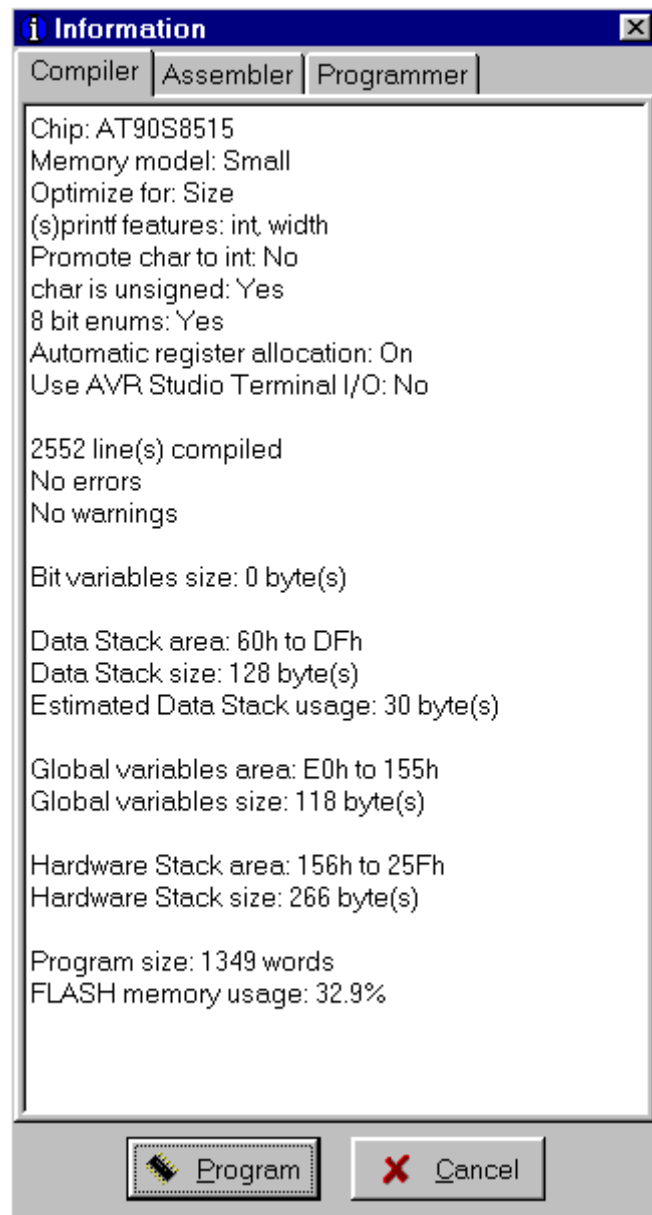 Information
Compiler Assembler Programmer
Chip: AT90S8515
Memory model: Small
Optimize for: Size
(s)printf features: int, width
Promote char to int: No
char is unsigned: Yes
8 bit enums: Yes
Automatic register allocation: On
Use AVR Studio Terminal I/O: No
2552 line(s) compiled
No errors
No warnings
Bit variables size: 0 byte(s)
Data Stack area: 60h to DFh
Data Stack size: 128 byte(s)
Estimated Data Stack usage: 30 byte(s)
Global variables area: E0h to 155h
Global variables size: 118 byte(s)
Hardware Stack area: 156h to 25Fh
Hardware Stack size: 266 byte(s)
Program size: 1349 words
FLASH memory usage: 32.9%
Program Cancel